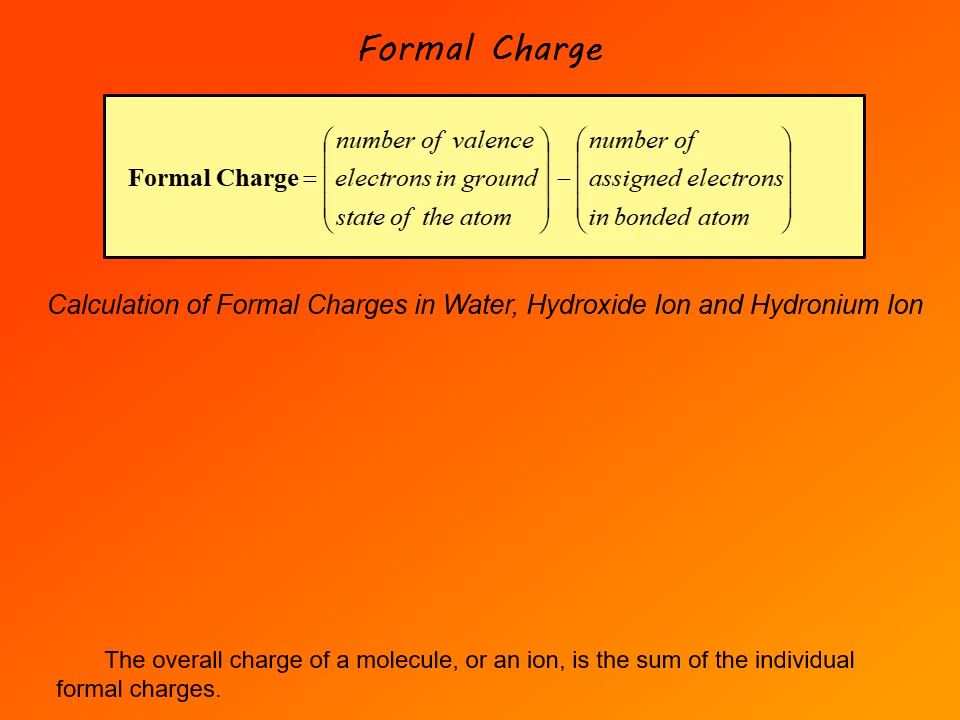 Formal Charge
Formal Charge = (number of valence electrons in ground state of the atom) − (number of assigned electrons in bonded atom)
Calculation of Formal Charges in Water, Hydroxide Ion and Hydronium Ion
The overall charge of a molecule, or an ion, is the sum of the individual
formal charges.